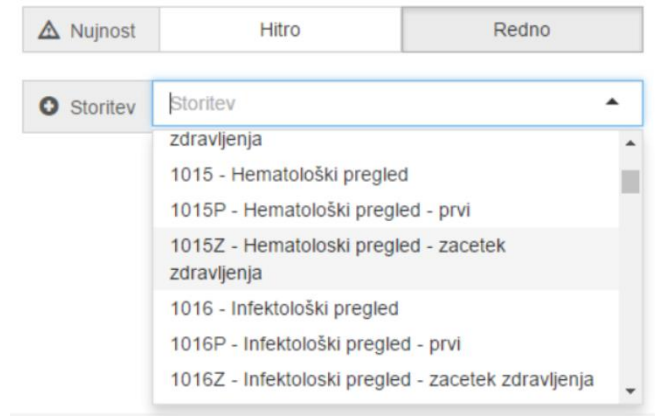 Nujnost Hitro Redno
Storitev Storitev
zdravljenja
1015 - Hematološki pregled
1015P - Hematološki pregled - prvi
1015Z - Hematoloski pregled - zacetek
zdravljenja
1016 - Infektološki pregled
1016P - Infektološki pregled - prvi
1016Z - Infektoloski pregled - zacetek zdravljenja